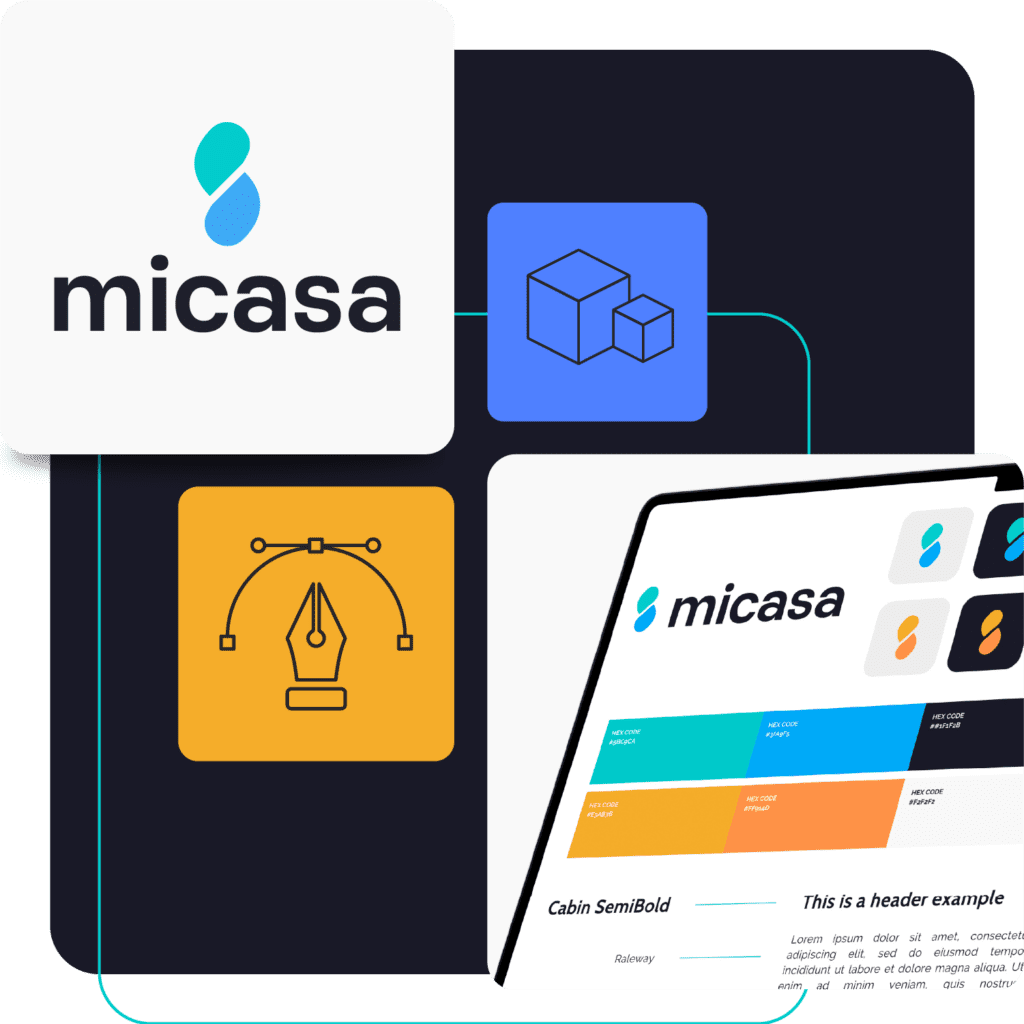 micasa
micasa
HEX CODE
HEX CODE
HEX CODE
##1F1F2B
HEX CODE
HEX CODE
HEX CODE
#F2F2F2
Cabin SemiBold
This is a header example
Raleway
Lorem ipsum dolor sit amet, consectetu
adipiscing elit, sed do eiusmod tempo
incididunt ut labore et dolore magna aliqua. Ut
enim ad minim veniam, quis nostru